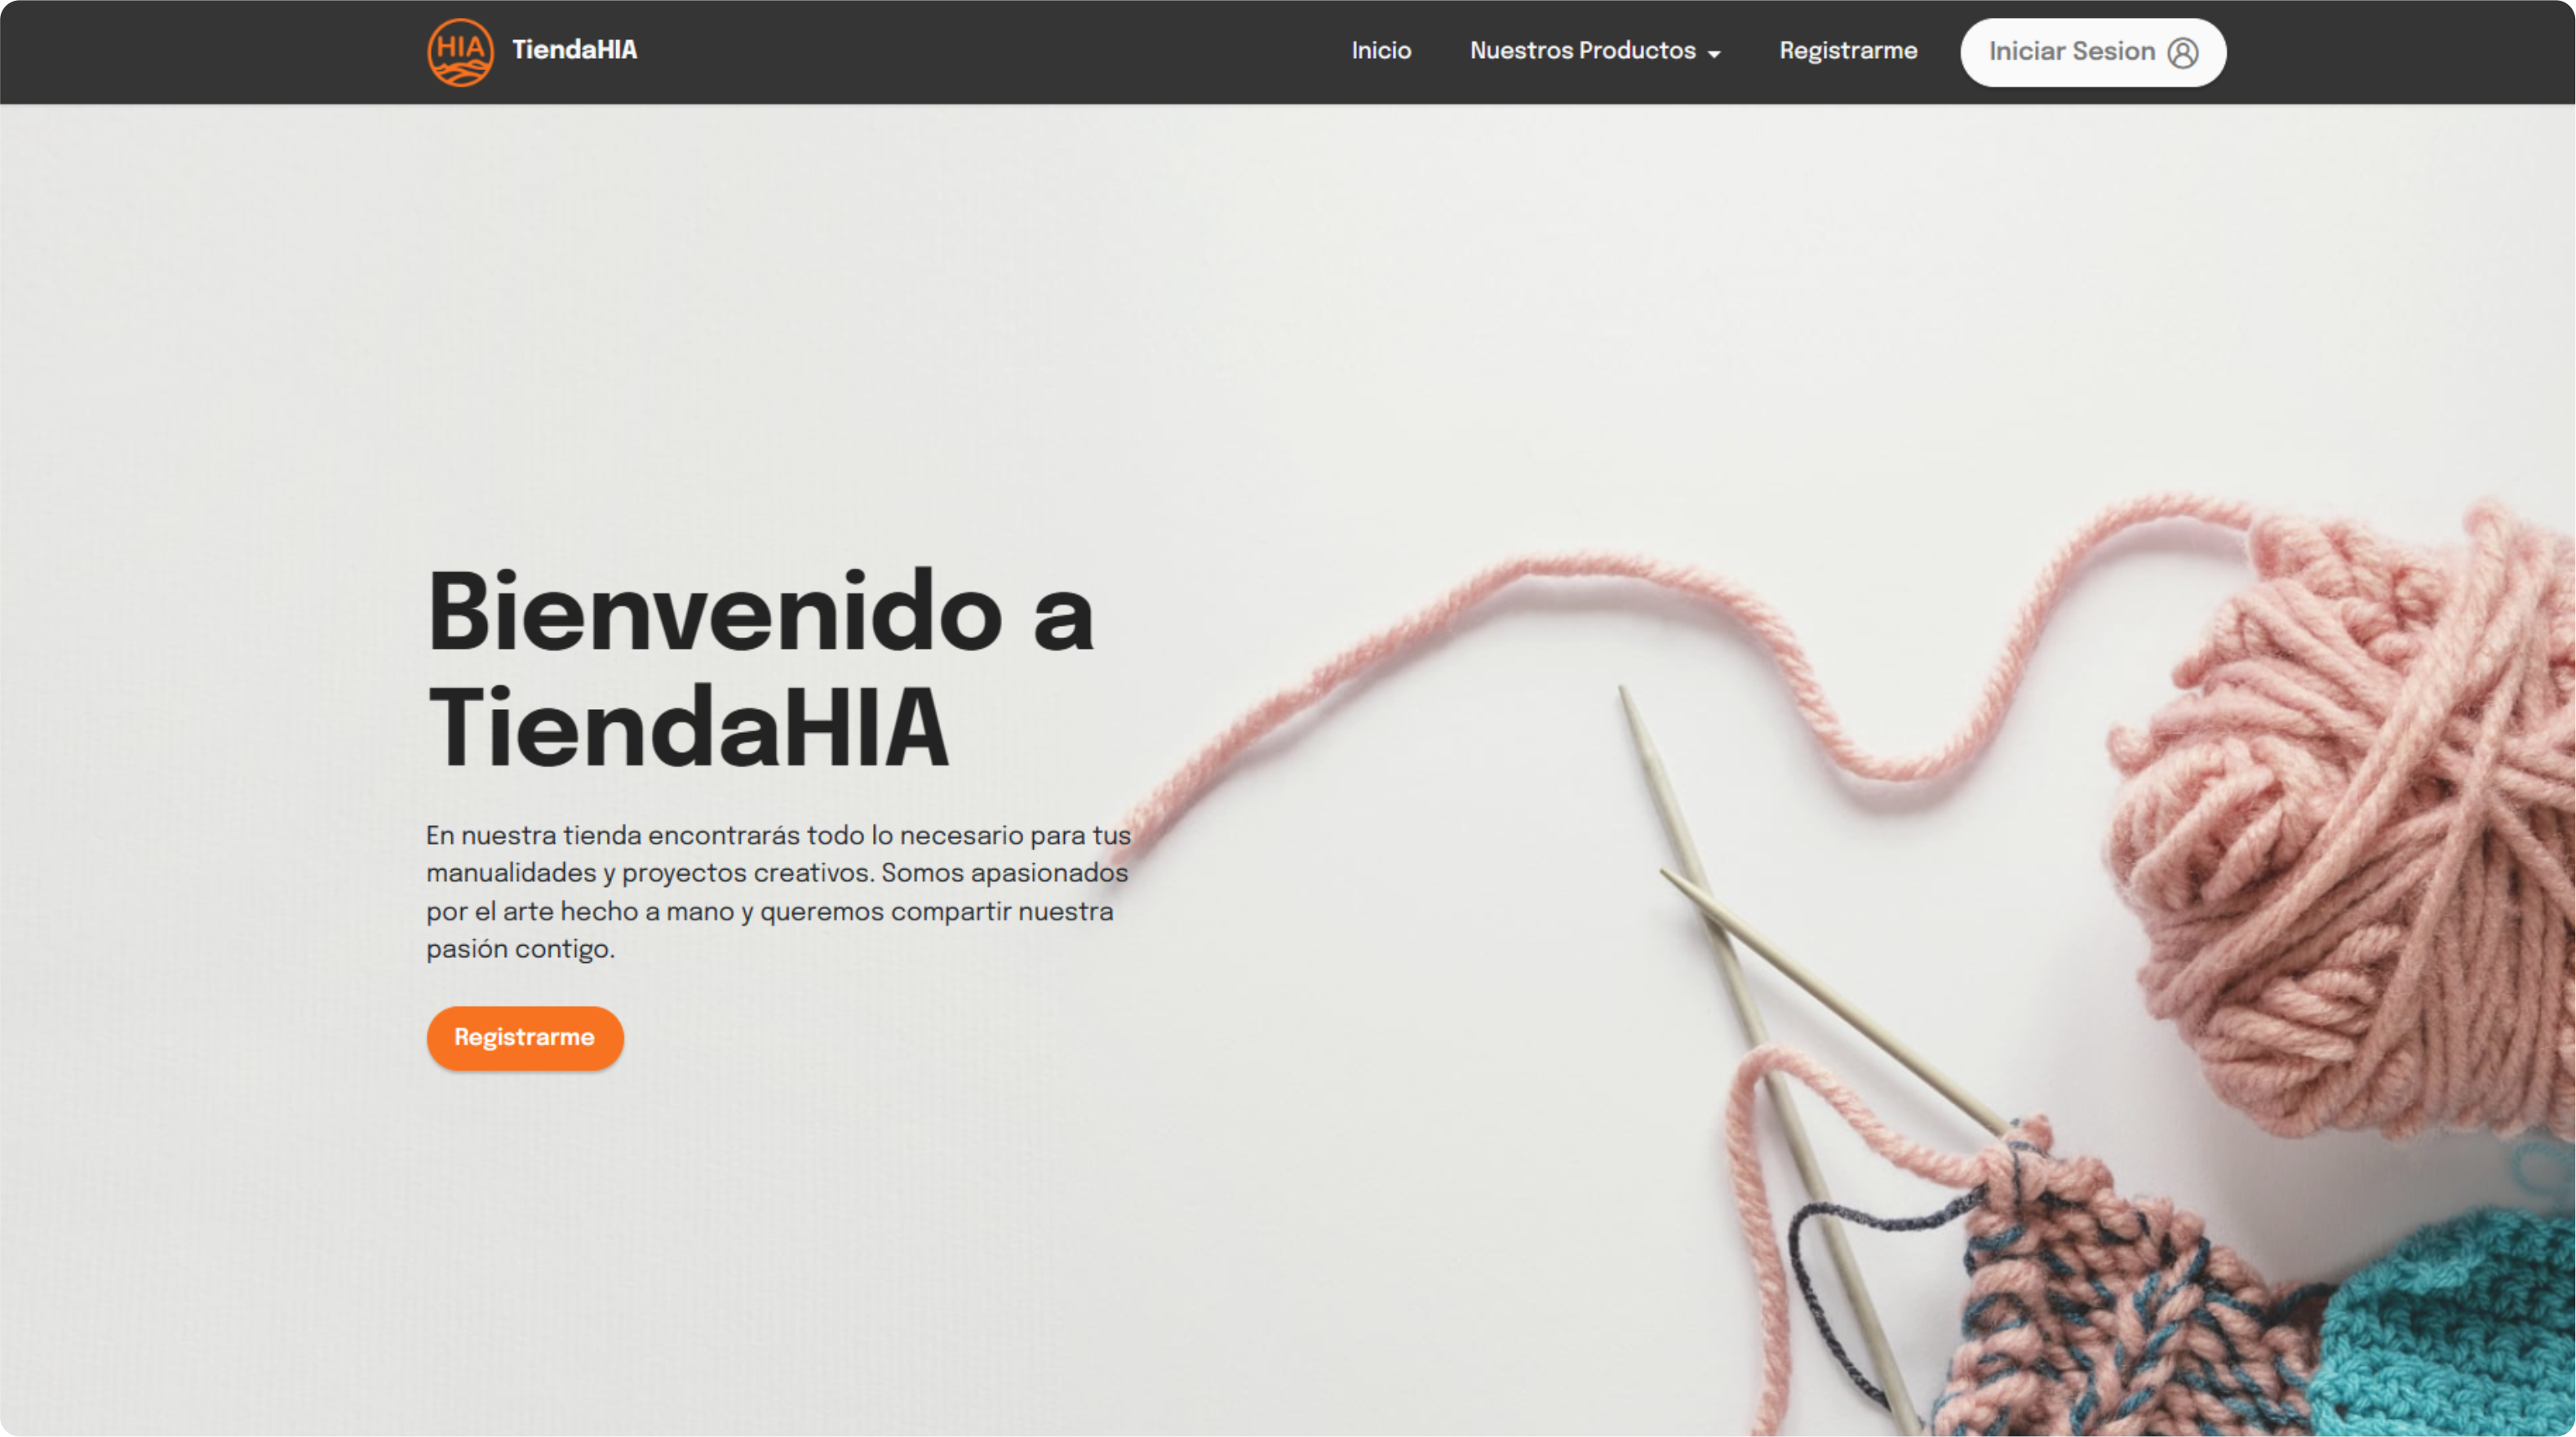 HIA
TiendaHIA
Inicio
Nuestros Productos
Registrarme
Iniciar Sesion
Bienvenido a
TiendaHIA
En nuestra tienda encontrarás todo lo necesario para tus
manualidades y proyectos creativos. Somos apasionados
por el arte hecho a mano y queremos compartir nuestra
pasión contigo.
Registrarme